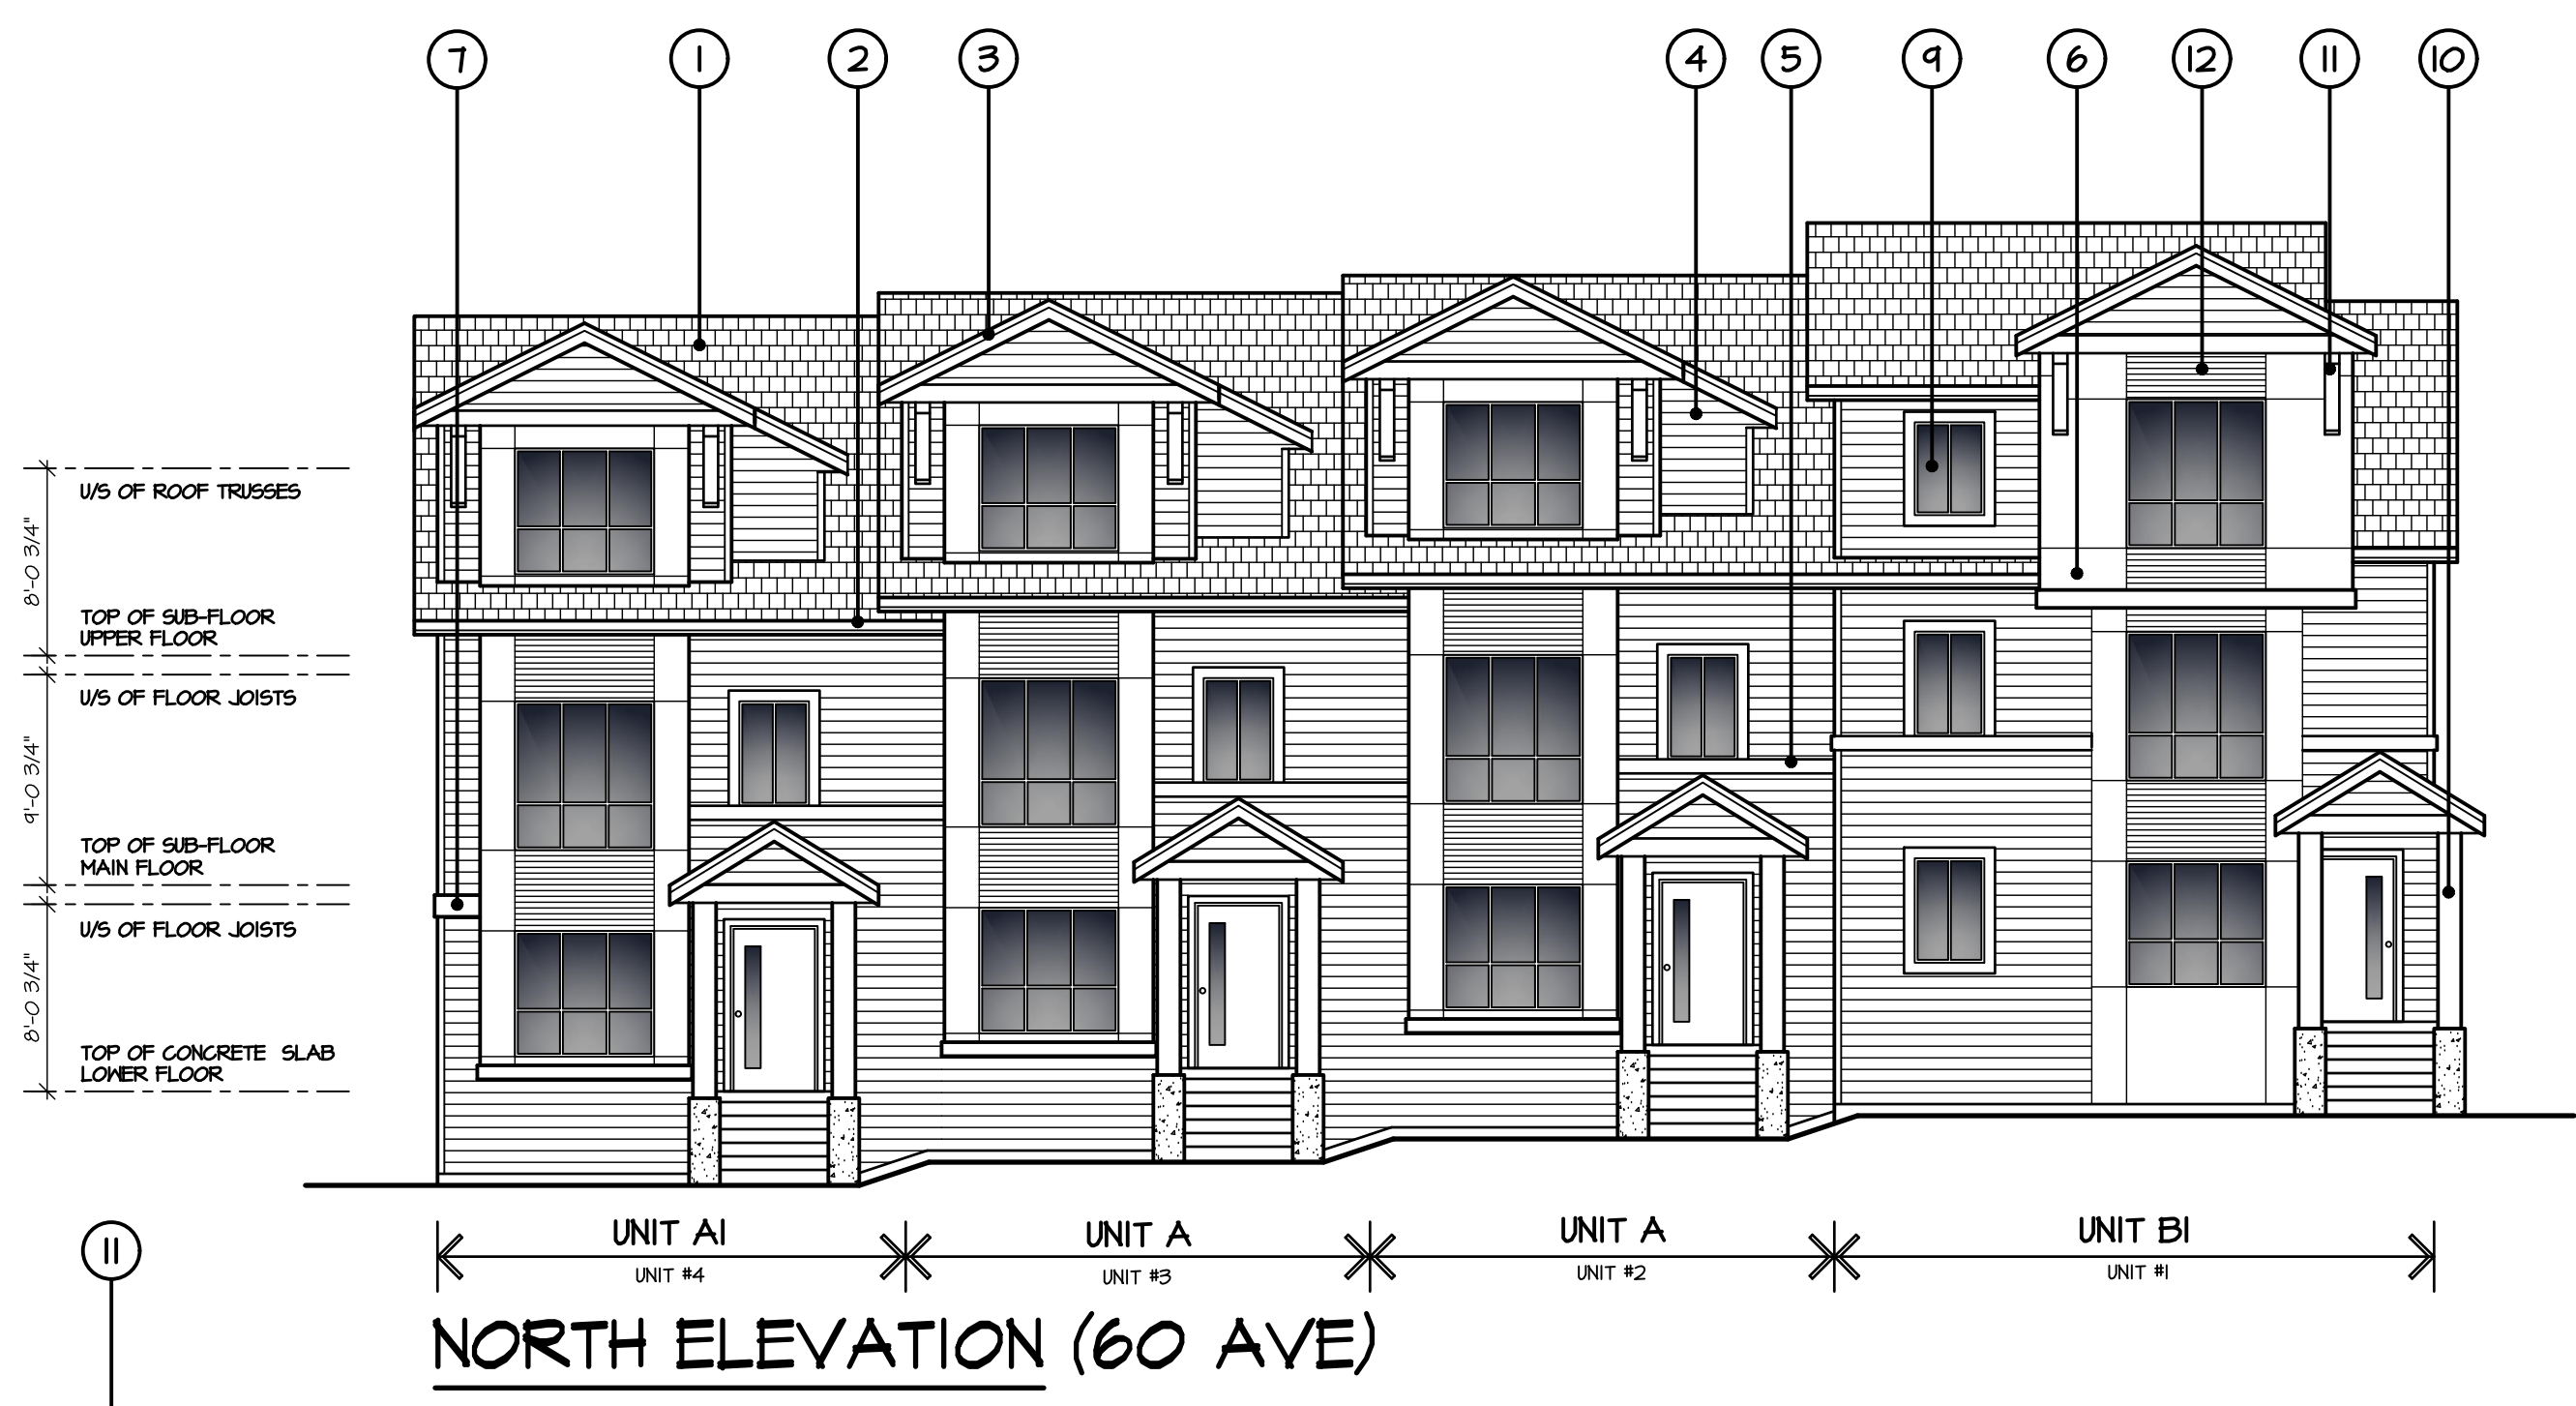 7 1 2 3 4 5 9 6 12 11 10
U/S OF ROOF TRUSSES
8'-0 3/4"
TOP OF SUB-FLOOR
UPPER FLOOR
U/S OF FLOOR JOISTS
9'-0 3/4"
TOP OF SUB-FLOOR
MAIN FLOOR
U/S OF FLOOR JOISTS
8'-0 3/4"
TOP OF CONCRETE SLAB
LOWER FLOOR
11
UNIT A1 UNIT A UNIT A UNIT B1
UNIT #4 UNIT #3 UNIT #2 UNIT #1
NORTH ELEVATION (60 AVE)